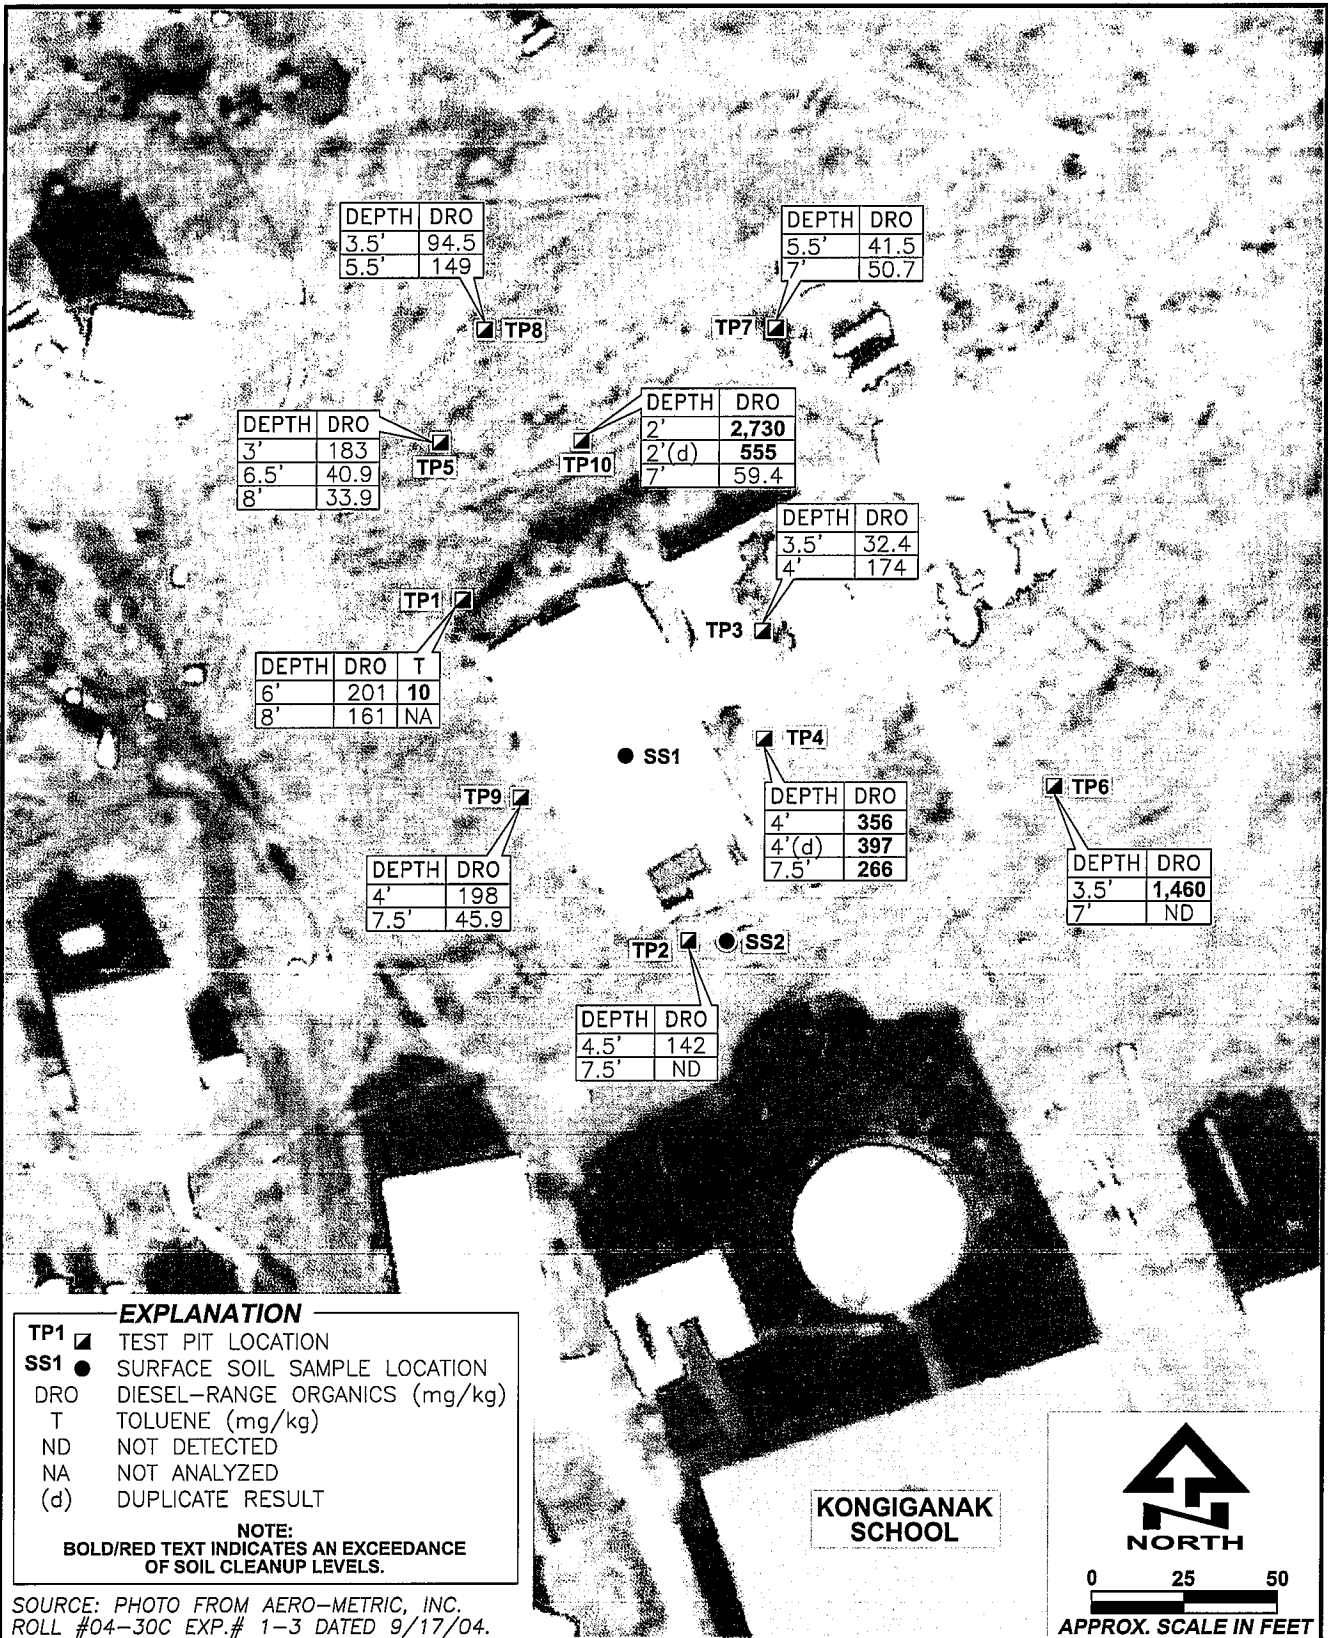 DEPTH DRO
3.5' 94.5
5.5' 149
TP8
DEPTH DRO
5.5' 41.5
7' 50.7
TP7
DEPTH DRO
3' 183
6.5' 40.9
8' 33.9
TP5
TP10
DEPTH DRO
2' 2,730
2'(d) 555
7' 59.4
DEPTH DRO
3.5' 32.4
4' 174
TP3
TP1
DEPTH DRO T
6' 201 10
8' 161 NA
SS1
TP4
DEPTH DRO
4' 356
4'(d) 397
7.5' 266
TP9
DEPTH DRO
4' 198
7.5' 45.9
TP6
DEPTH DRO
3.5' 1,460
7' ND
TP2
SS2
DEPTH DRO
4.5' 142
7.5' ND
EXPLANATION
TP1 TEST PIT LOCATION
SS1 SURFACE SOIL SAMPLE LOCATION
DRO DIESEL-RANGE ORGANICS (mg/kg)
T TOLUENE (mg/kg)
ND NOT DETECTED
NA NOT ANALYZED
(d) DUPLICATE RESULT
NOTE:
BOLD/RED TEXT INDICATES AN EXCEEDANCE
OF SOIL CLEANUP LEVELS.
SOURCE: PHOTO FROM AERO-METRIC, INC.
ROLL #04-30C EXP.# 1-3 DATED 9/17/04.
KONGIGANAK
SCHOOL
N
NORTH
0 25 50
APPROX. SCALE IN FEET